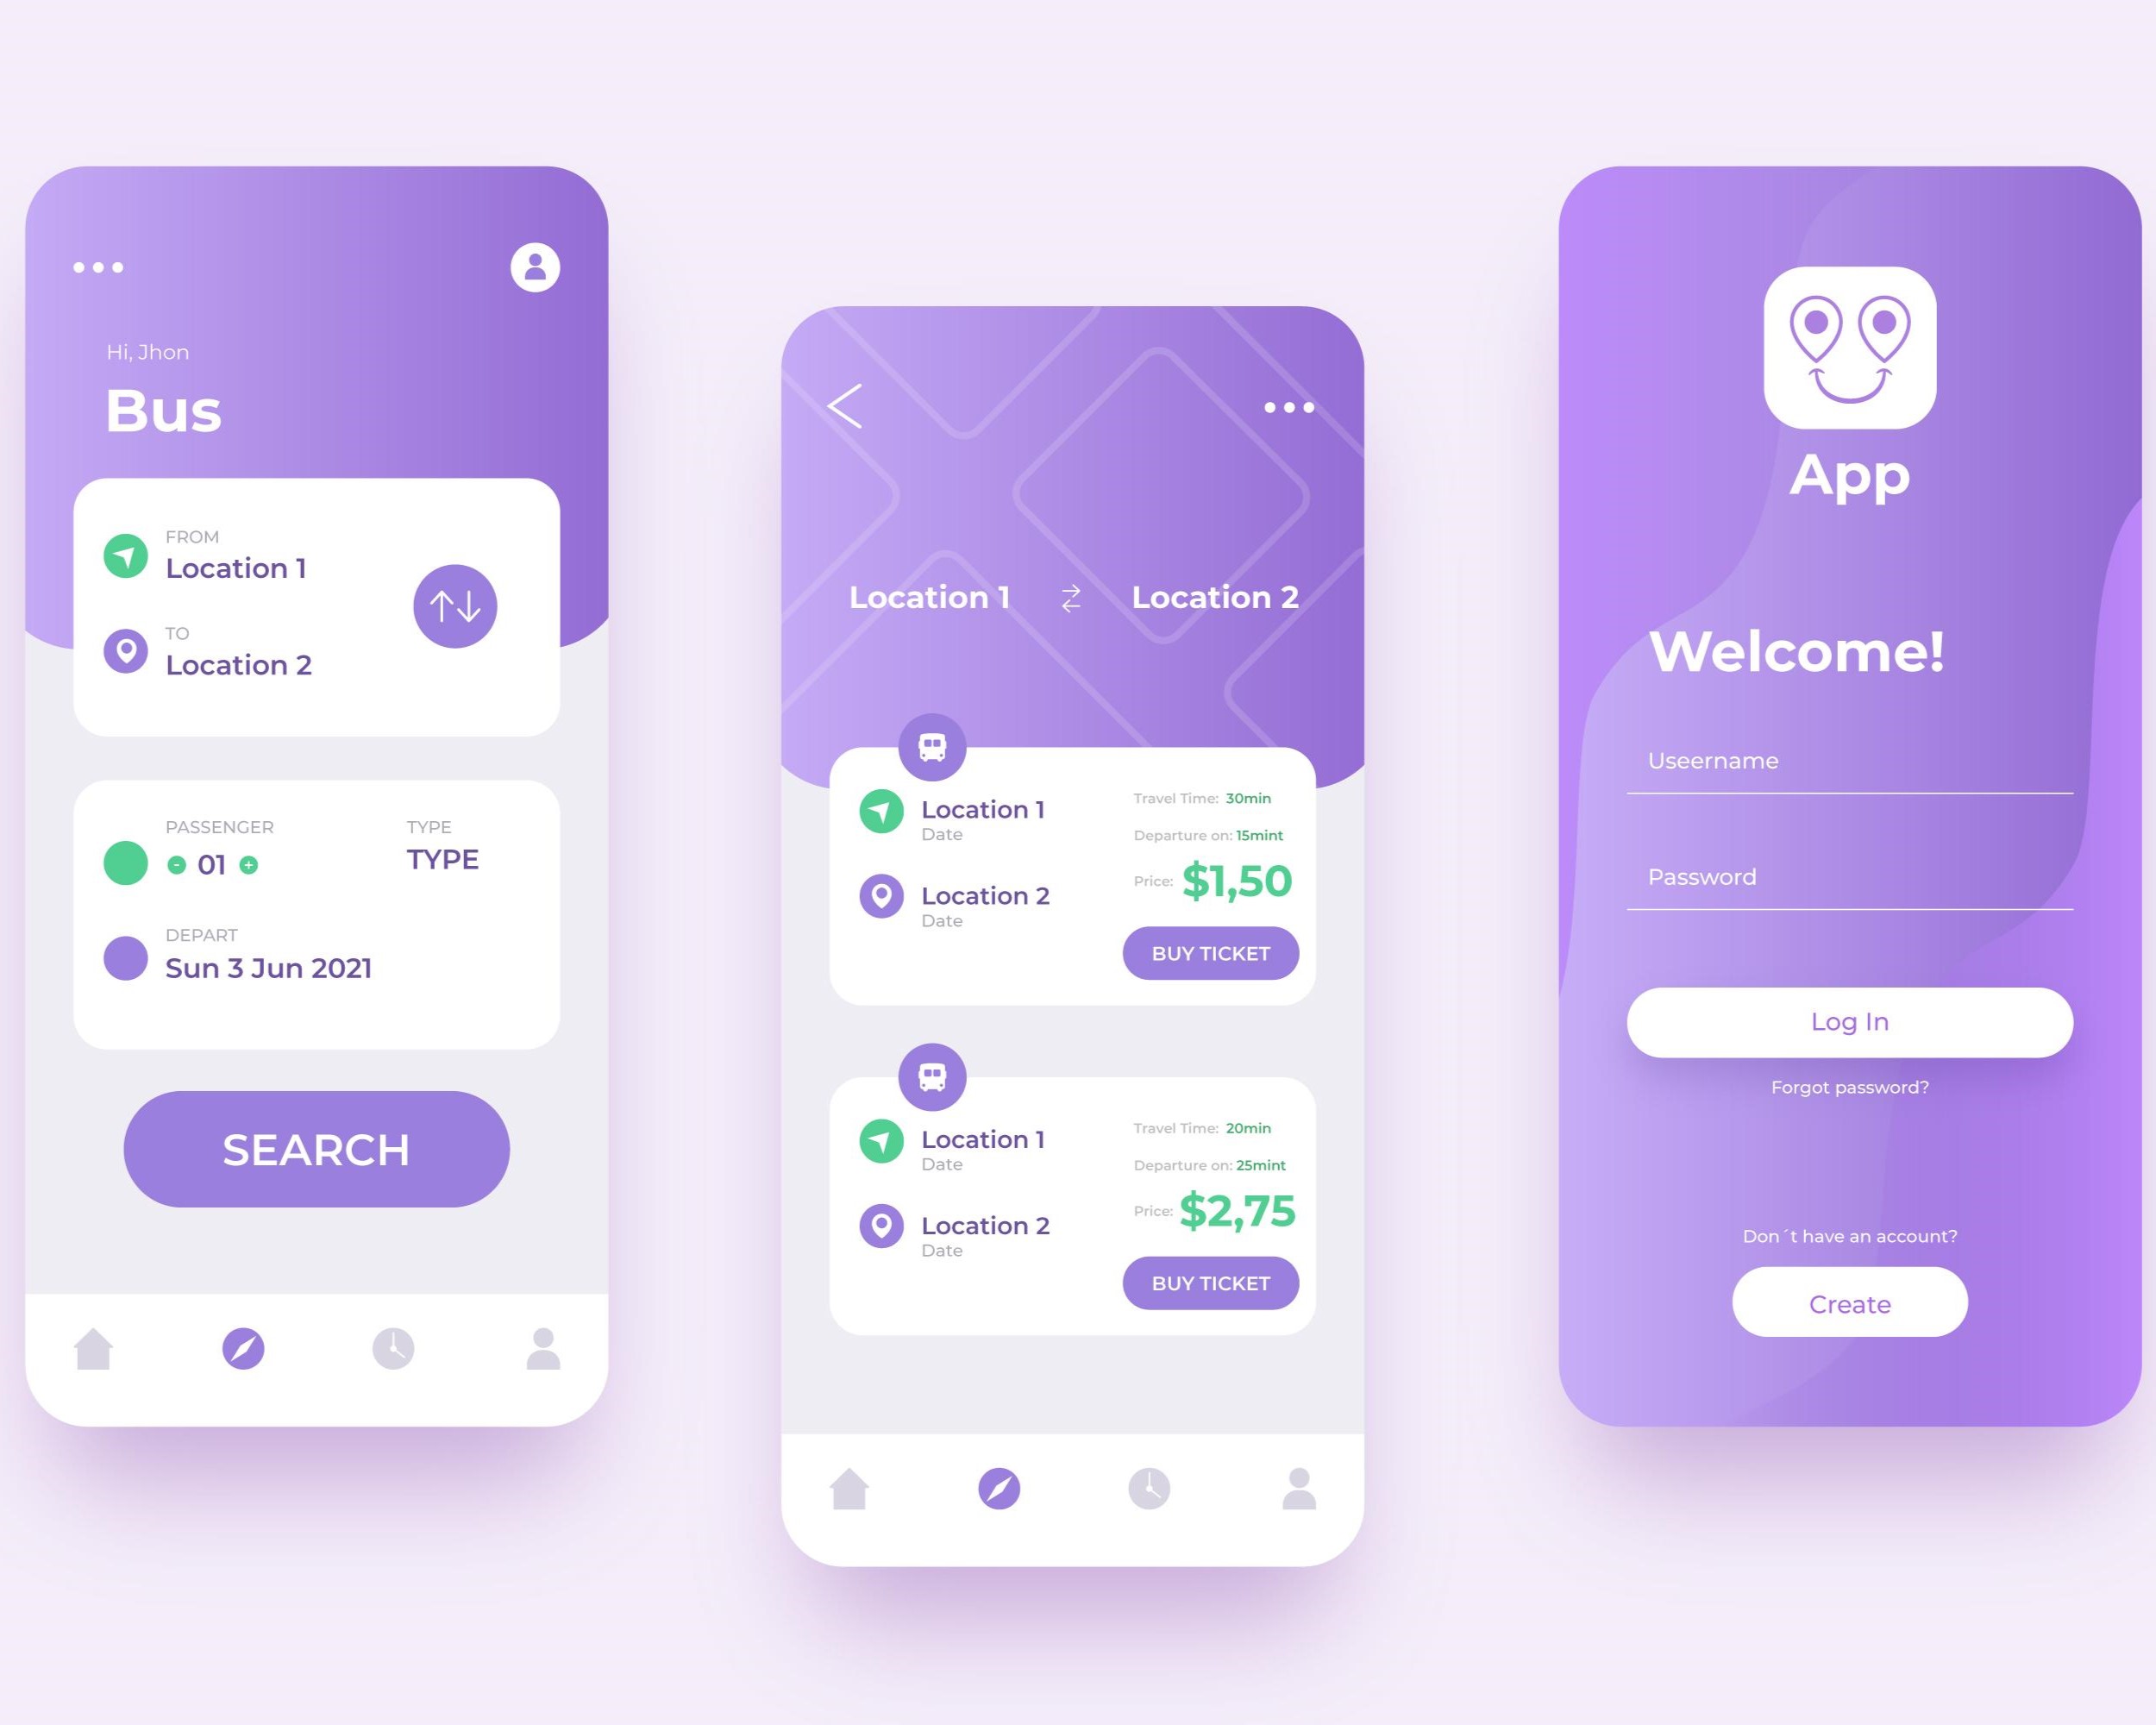 Hi, Jhon
Bus
FROM
Location 1
TO
Location 2
PASSENGER
- 01 +
TYPE
TYPE
DEPART
Sun 3 Jun 2021
SEARCH
Location 1
Location 2
Location 1
Date
Location 2
Date
Travel Time: 30min
Departure on: 15mint
Price: $1,50
BUY TICKET
Location 1
Date
Location 2
Date
Travel Time: 20min
Departure on: 25mint
Price: $2,75
BUY TICKET
App
Welcome!
Useername
Password
Log In
Forgot password?
Don´t have an account?
Create